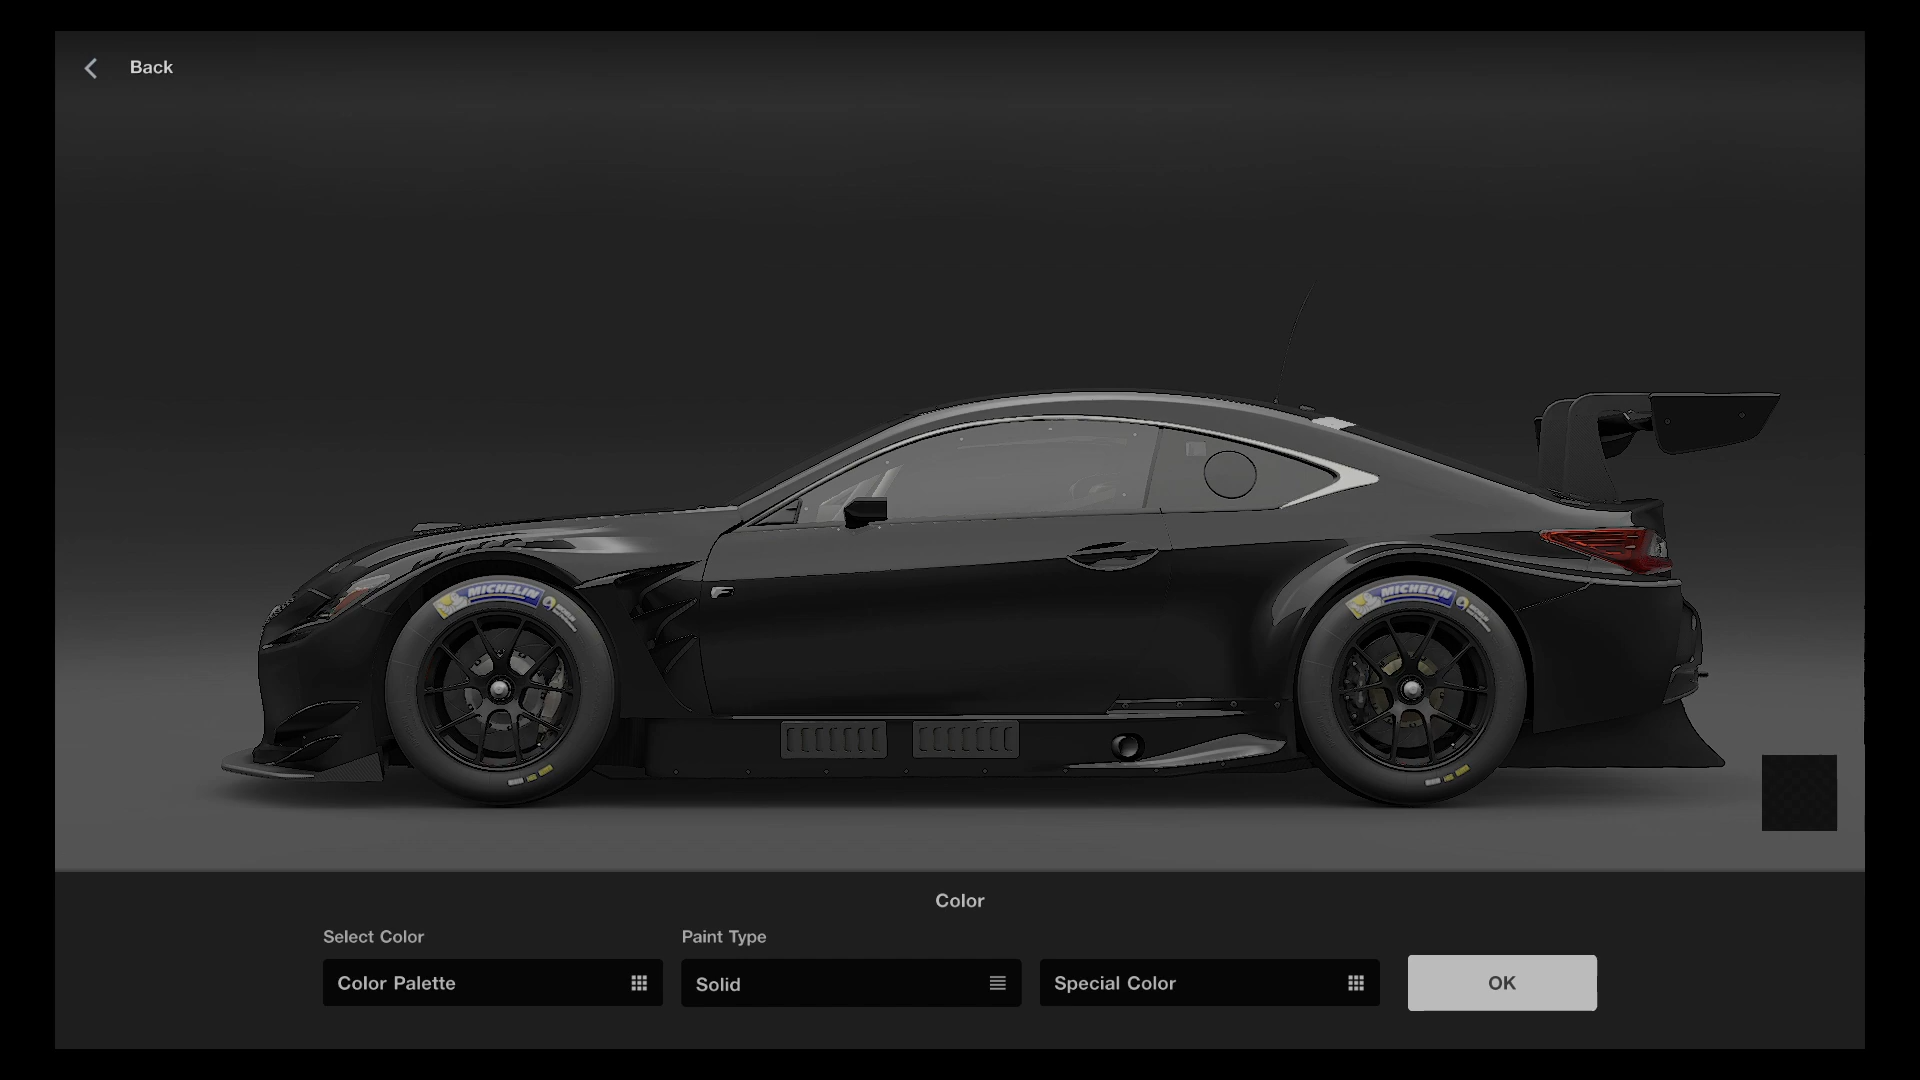 Back
MICHELIN
MICHELIN
F
Color
Select Color
Paint Type
Color Palette
Solid
Special Color
OK